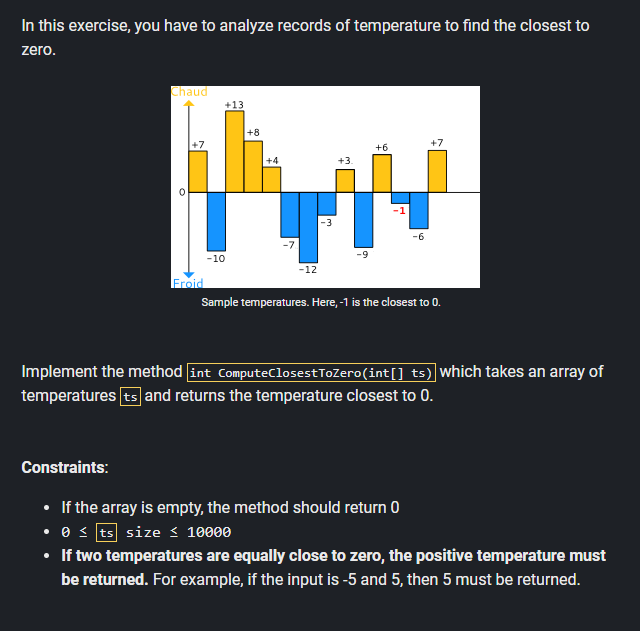 In this exercise, you have to analyze records of temperature to find the closest to
zero.
Chaud
+13
+8
+7
+4
+3
+6
+7
0
-10
-7
-12
-3
-9
-1
-6
Froid
Sample temperatures. Here, -1 is the closest to 0.
Implement the method int ComputeClosestToZero(int[] ts) which takes an array of
temperatures ts and returns the temperature closest to 0.
Constraints:
• If the array is empty, the method should return 0
• 0 ≤ ts size ≤ 10000
• If two temperatures are equally close to zero, the positive temperature must
be returned. For example, if the input is -5 and 5, then 5 must be returned.